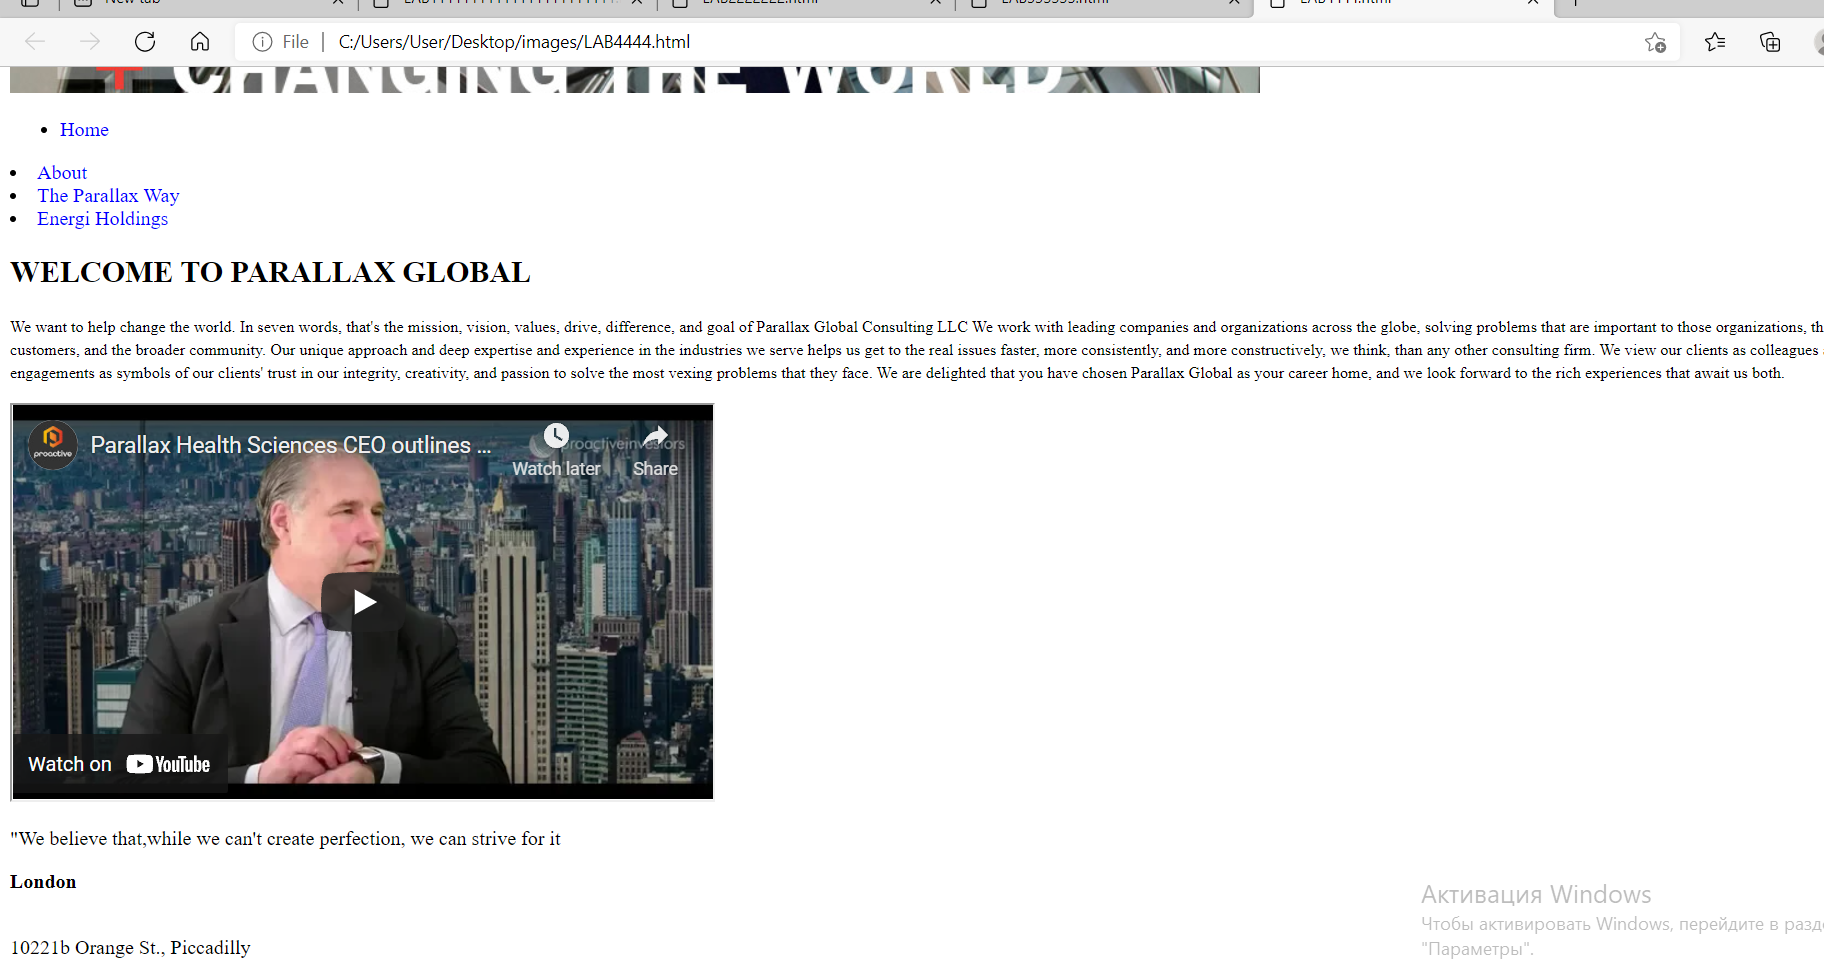 New tab
File | C:/Users/User/Desktop/images/LAB4444.html
CHANGING THE WORLD
• Home
• About
• The Parallax Way
• Energi Holdings
WELCOME TO PARALLAX GLOBAL
We want to help change the world. In seven words, that's the mission, vision, values, drive, difference, and goal of Parallax Global Consulting LLC We work with leading companies and organizations across the globe, solving problems that are important to those organizations, th
customers, and the broader community. Our unique approach and deep expertise and experience in the industries we serve helps us get to the real issues faster, more consistently, and more constructively, we think, than any other consulting firm. We view our clients as colleagues
engagements as symbols of our clients' trust in our integrity, creativity, and passion to solve the most vexing problems that they face. We are delighted that you have chosen Parallax Global as your career home, and we look forward to the rich experiences that await us both.
proactive
Parallax Health Sciences CEO outlines ...
proactiveinvestors
Watch later
Share
Watch on YouTube
"We believe that,while we can't create perfection, we can strive for it
London
10221b Orange St., Piccadilly
Активация Windows
Чтобы активировать Windows, перейдите в разд
"Параметры".